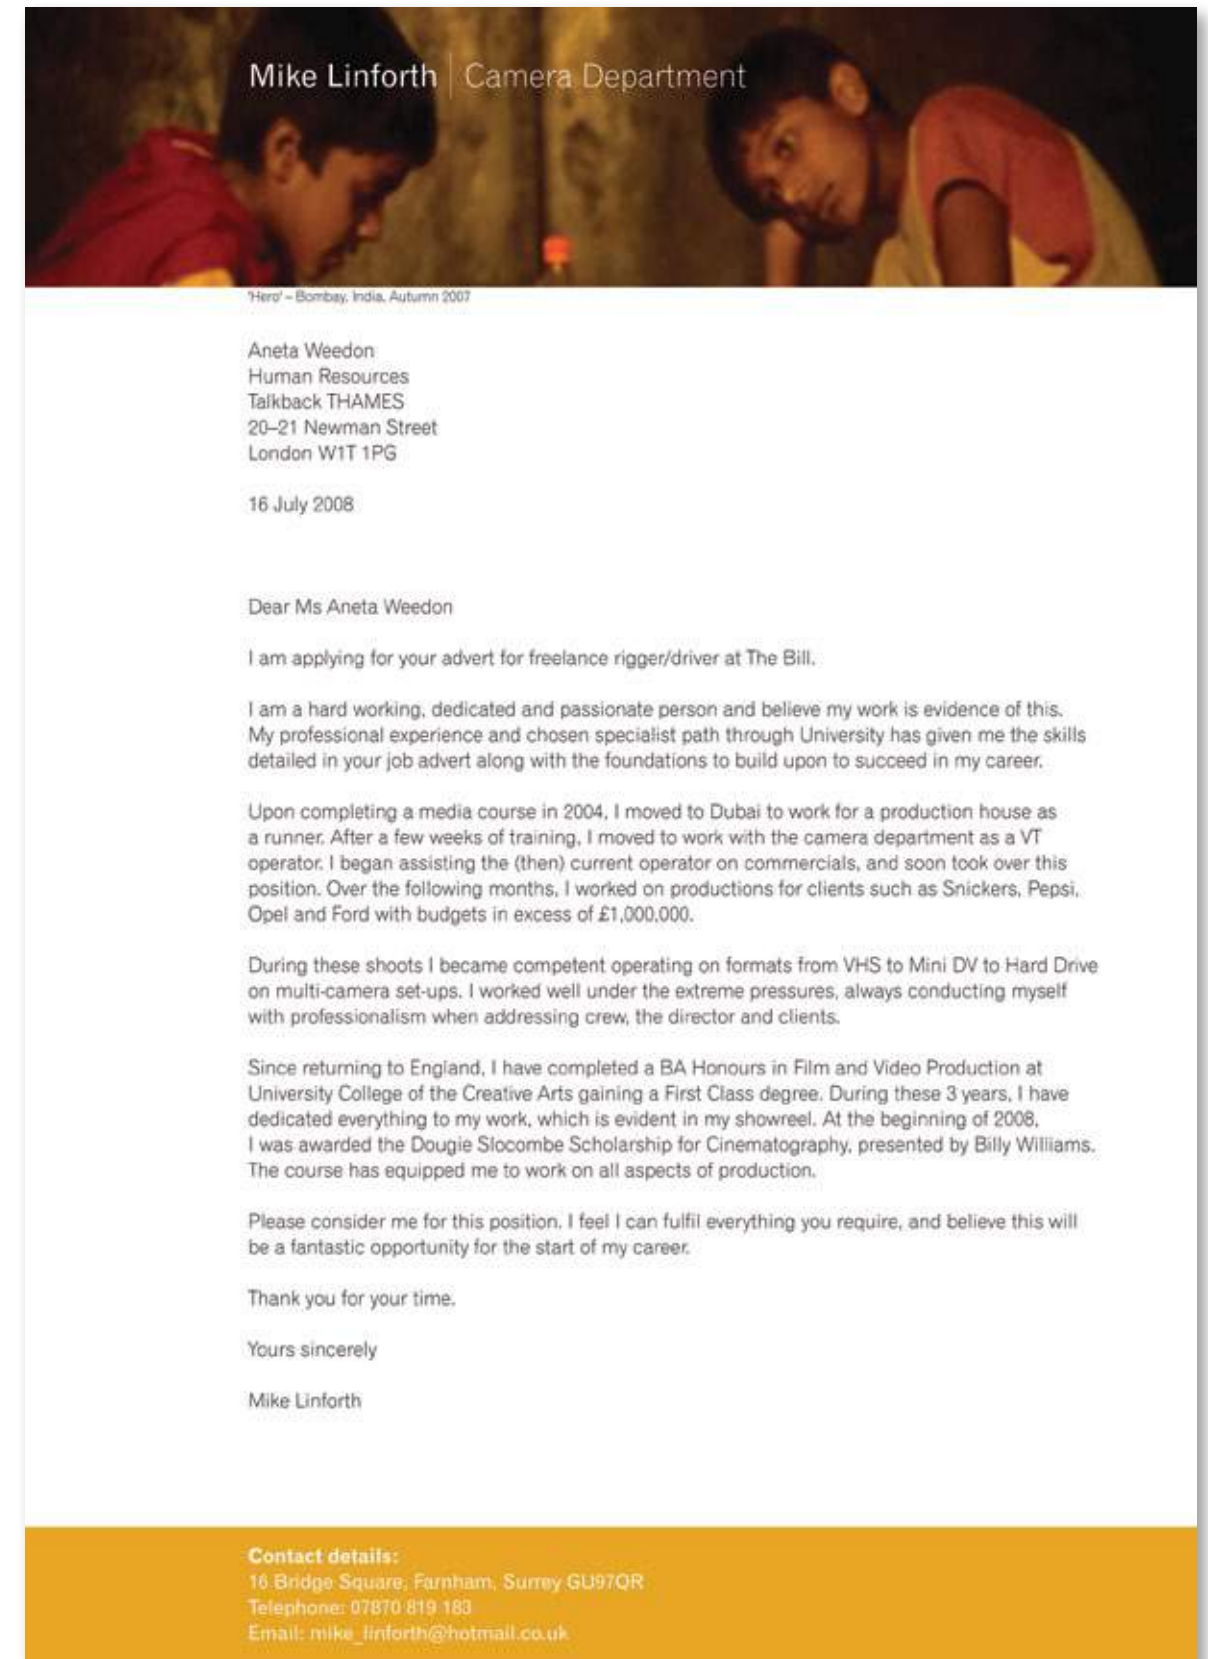 Mike Linforth | Camera Department
'Hero' – Bombay, India, Autumn 2007
Aneta Weedon
Human Resources
Talkback THAMES
20–21 Newman Street
London W1T 1PG
16 July 2008
Dear Ms Aneta Weedon
I am applying for your advert for freelance rigger/driver at The Bill.
I am a hard working, dedicated and passionate person and believe my work is evidence of this.
My professional experience and chosen specialist path through University has given me the skills
detailed in your job advert along with the foundations to build upon to succeed in my career.
Upon completing a media course in 2004, I moved to Dubai to work for a production house as
a runner. After a few weeks of training, I moved to work with the camera department as a VT
operator. I began assisting the (then) current operator on commercials, and soon took over this
position. Over the following months, I worked on productions for clients such as Snickers, Pepsi,
Opel and Ford with budgets in excess of £1,000,000.
During these shoots I became competent operating on formats from VHS to Mini DV to Hard Drive
on multi-camera set-ups. I worked well under the extreme pressures, always conducting myself
with professionalism when addressing crew, the director and clients.
Since returning to England, I have completed a BA Honours in Film and Video Production at
University College of the Creative Arts gaining a First Class degree. During these 3 years, I have
dedicated everything to my work, which is evident in my showreel. At the beginning of 2008,
I was awarded the Dougie Slocombe Scholarship for Cinematography, presented by Billy Williams.
The course has equipped me to work on all aspects of production.
Please consider me for this position. I feel I can fulfil everything you require, and believe this will
be a fantastic opportunity for the start of my career.
Thank you for your time.
Yours sincerely
Mike Linforth
Contact details:
16 Bridge Square, Farnham, Surrey GU97QR
Telephone: 07870 819 183
Email: mike_linforth@hotmail.co.uk